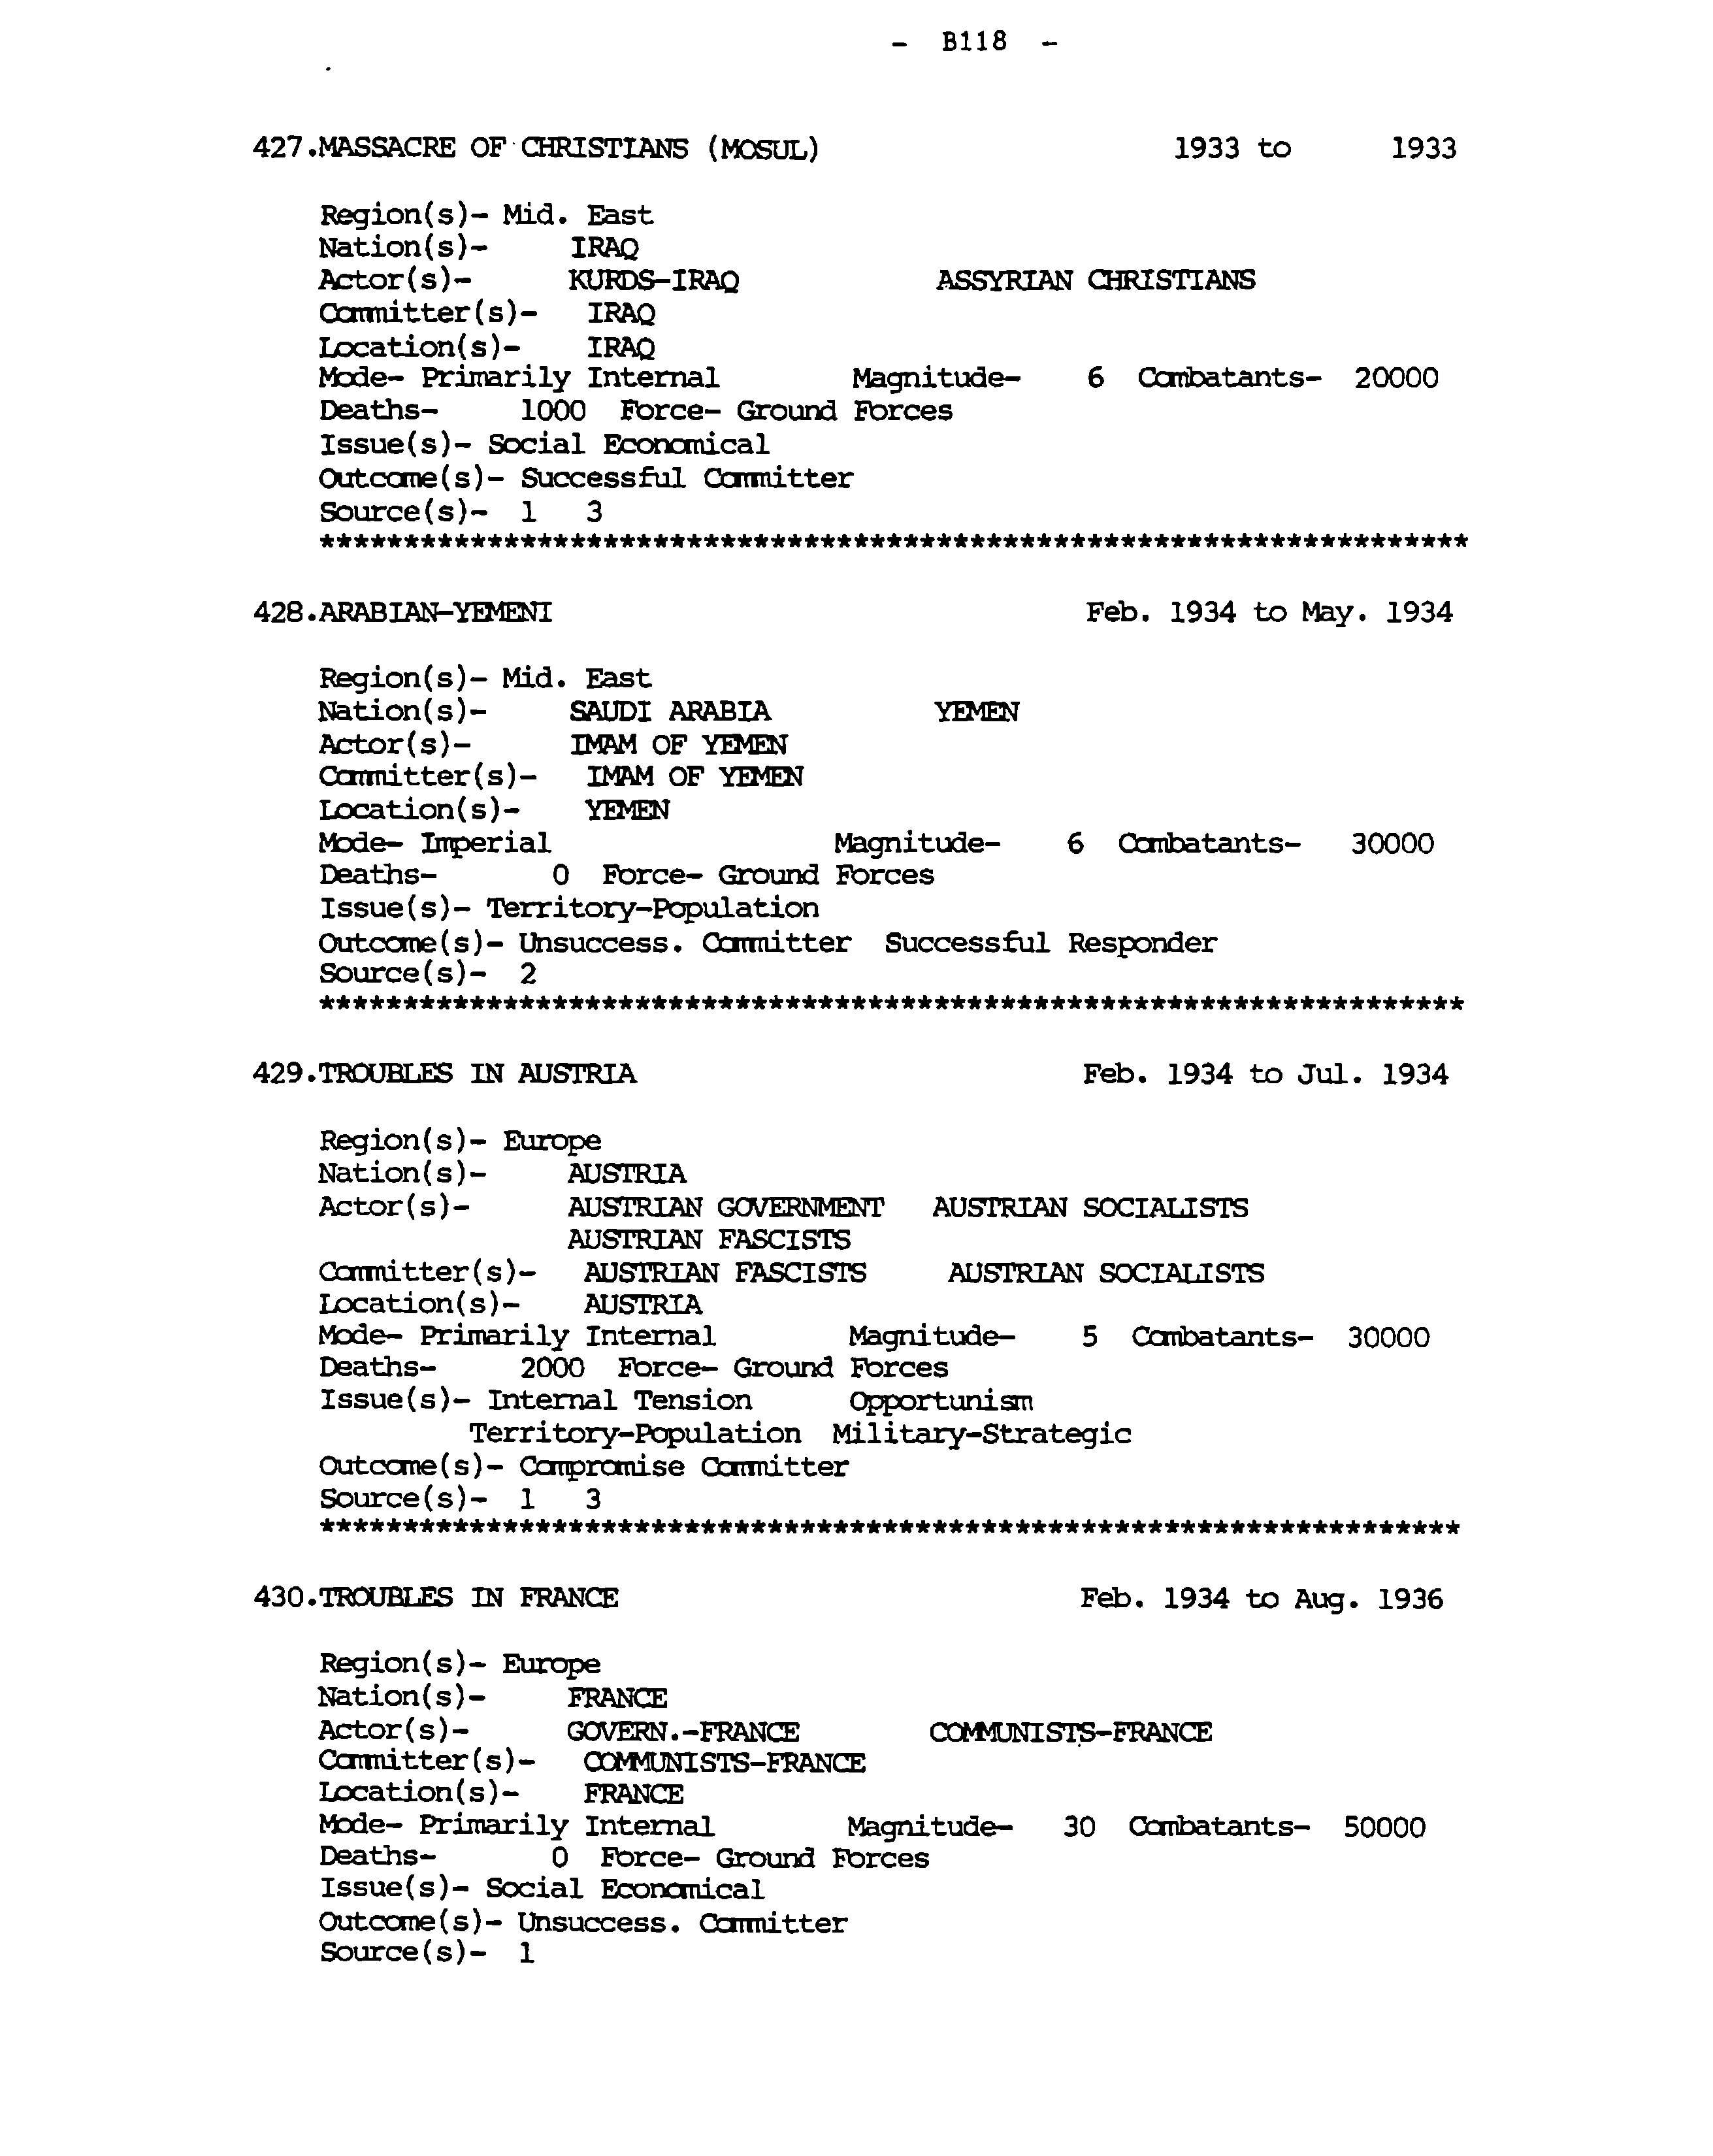 - B118 -
427.MASSACRE OF CHRISTIANS (MOSUL) 1933 to 1933
Region(s)- Mid. East
Nation(s)- IRAQ
Actor(s)- KURDS-IRAQ ASSYRIAN CHRISTIANS
Committer(s)- IRAQ
Location(s)- IRAQ
Mode- Primarily Internal Magnitude- 6 Combatants- 20000
Deaths- 1000 Force- Ground Forces
Issue(s)- Social Economical
Outcome(s)- Successful Committer
Source(s)- 1 3
*********************************************************************
428.ARABIAN-YEMENI Feb. 1934 to May. 1934
Region(s)- Mid. East
Nation(s)- SAUDI ARABIA YEMEN
Actor(s)- IMAM OF YEMEN
Committer(s)- IMAM OF YEMEN
Location(s)- YEMEN
Mode- Imperial Magnitude- 6 Combatants- 30000
Deaths- 0 Force- Ground Forces
Issue(s)- Territory-Population
Outcome(s)- Unsuccess. Committer Successful Responder
Source(s)- 2
*********************************************************************
429.TROUBLES IN AUSTRIA Feb. 1934 to Jul. 1934
Region(s)- Europe
Nation(s)- AUSTRIA
Actor(s)- AUSTRIAN GOVERNMENT AUSTRIAN SOCIALISTS
AUSTRIAN FASCISTS
Committer(s)- AUSTRIAN FASCISTS AUSTRIAN SOCIALISTS
Location(s)- AUSTRIA
Mode- Primarily Internal Magnitude- 5 Combatants- 30000
Deaths- 2000 Force- Ground Forces
Issue(s)- Internal Tension Opportunism
Territory-Population Military-Strategic
Outcome(s)- Compromise Committer
Source(s)- 1 3
*********************************************************************
430.TROUBLES IN FRANCE Feb. 1934 to Aug. 1936
Region(s)- Europe
Nation(s)- FRANCE
Actor(s)- GOVERN.-FRANCE COMMUNISTS-FRANCE
Committer(s)- COMMUNISTS-FRANCE
Location(s)- FRANCE
Mode- Primarily Internal Magnitude- 30 Combatants- 50000
Deaths- 0 Force- Ground Forces
Issue(s)- Social Economical
Outcome(s)- Unsuccess. Committer
Source(s)- 1